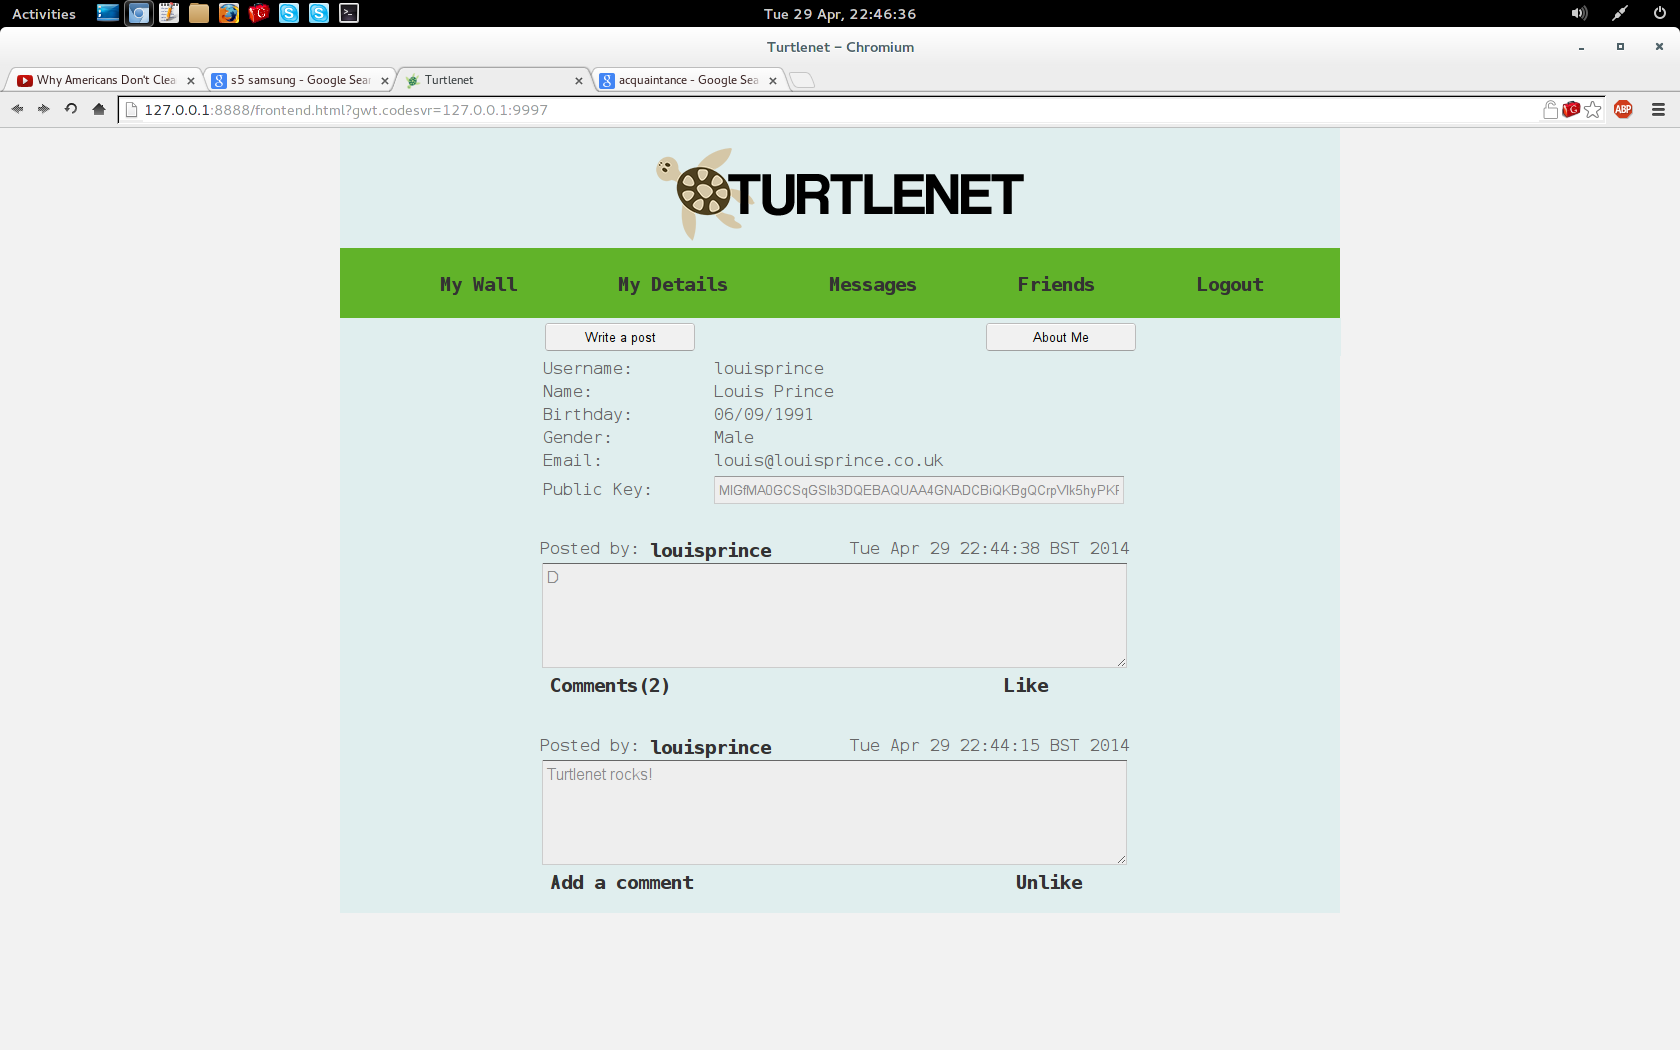 Activities
Tue 29 Apr, 22:46:36
Turtlenet - Chromium
Why Americans Don't Clea
s5 samsung - Google Sear
Turtlenet
acquaintance - Google Sea
127.0.0.1:8888/frontend.html?gwt.codesvr=127.0.0.1:9997
ABP
TURTLENET
My Wall My Details Messages Friends Logout
Write a post About Me
Username: louisprince
Name: Louis Prince
Birthday: 06/09/1991
Gender: Male
Email: louis@louisprince.co.uk
Public Key:
Posted by: louisprince Tue Apr 29 22:44:38 BST 2014
D
Comments(2) Like
Posted by: louisprince Tue Apr 29 22:44:15 BST 2014
Turtlenet rocks!
Add a comment Unlike